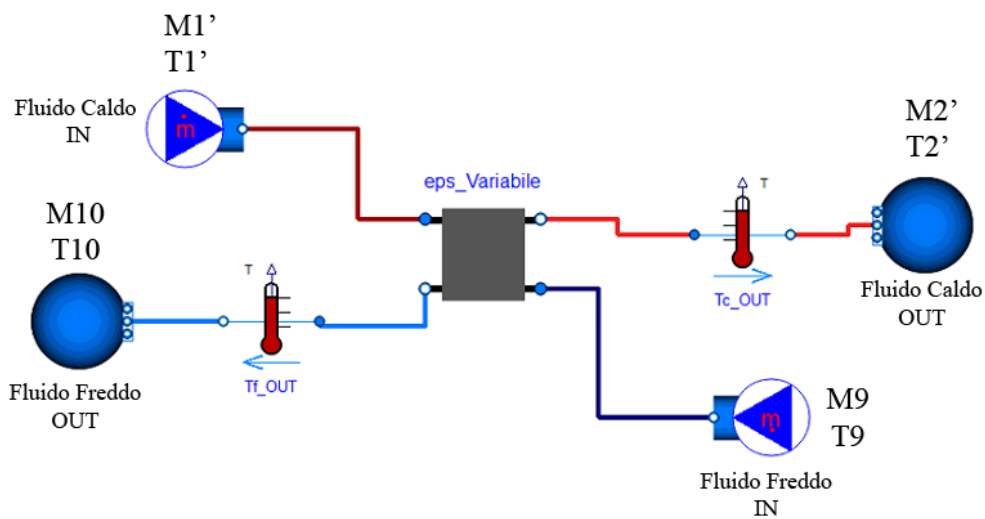 M1’
T1’
Fluido Caldo
IN
ṁ
M2’
T2’
eps_Variabile
T
Tc_OUT
Fluido Caldo
OUT
M10
T10
T
Tf_OUT
Fluido Freddo
OUT
ṁ
M9
T9
Fluido Freddo
IN